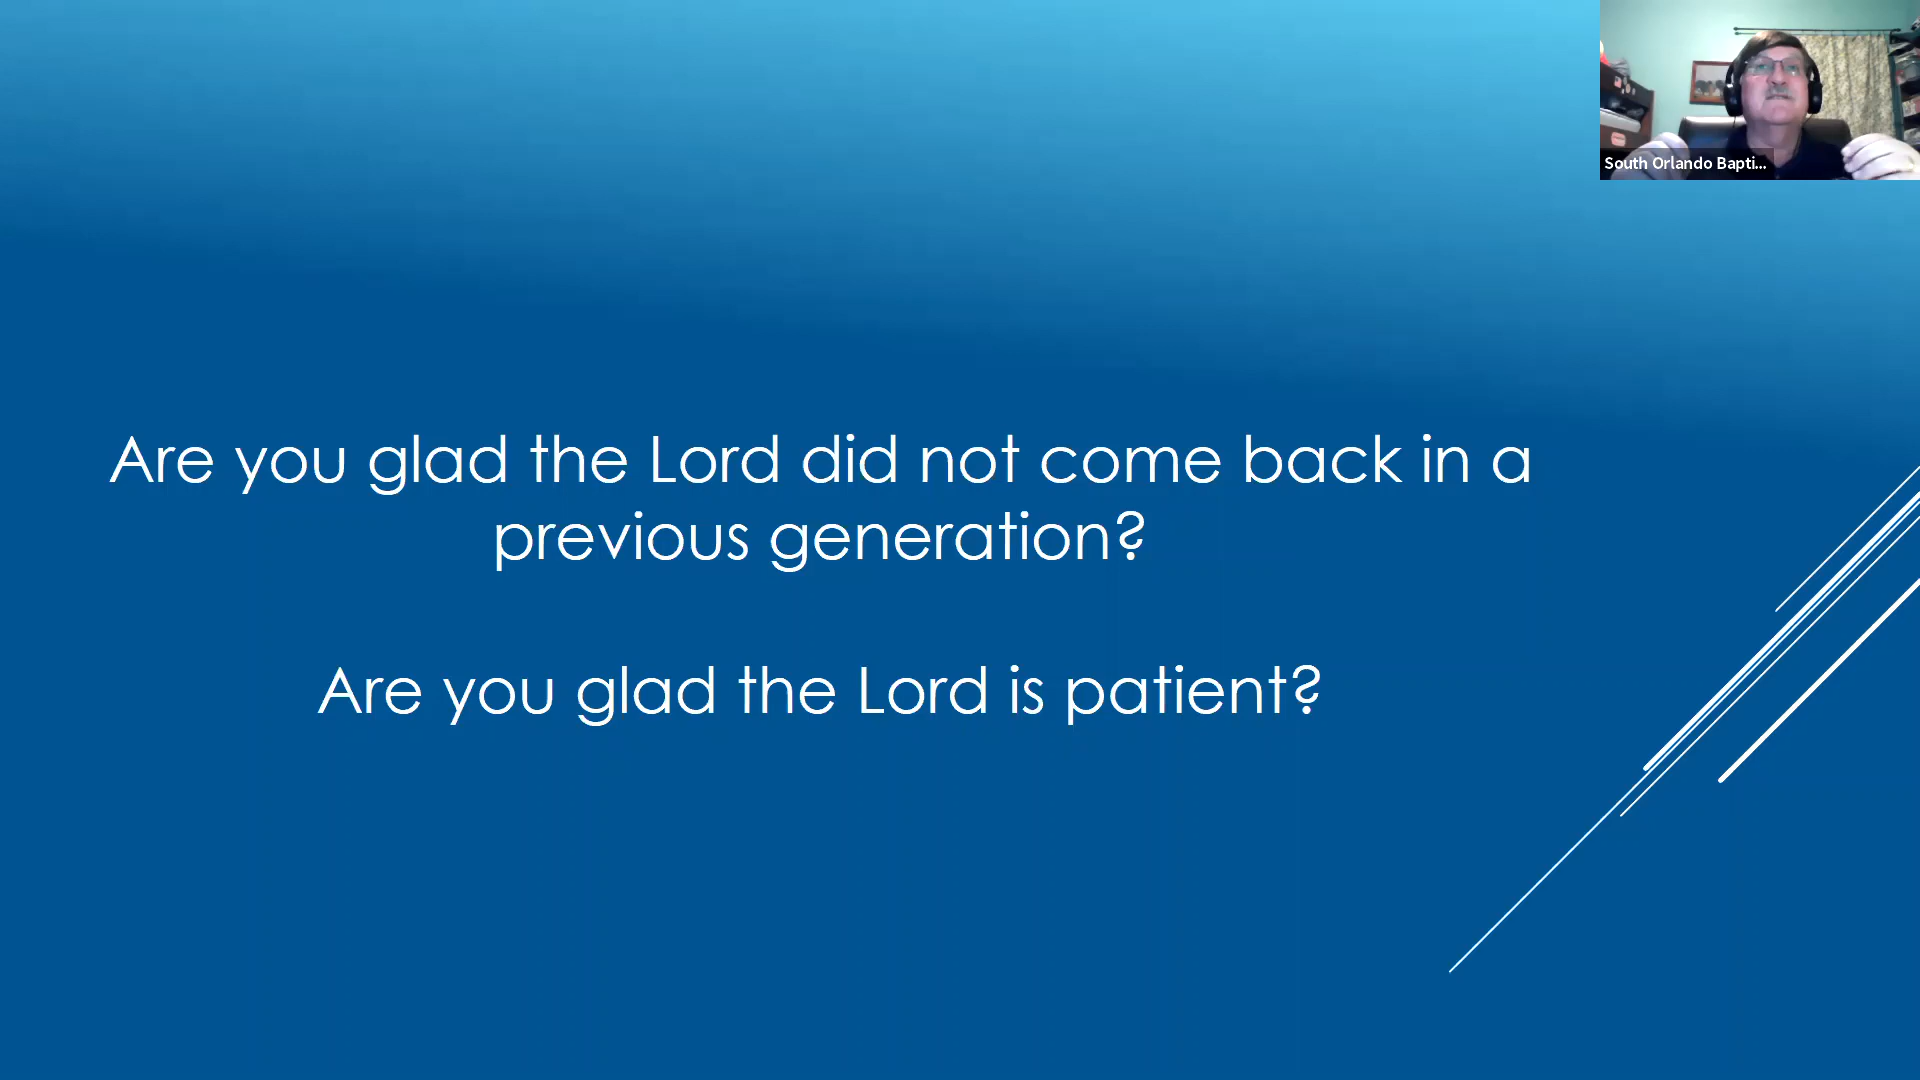 South Orlando Bapti...
Are you glad the Lord did not come back in a
previous generation?
Are you glad the Lord is patient?